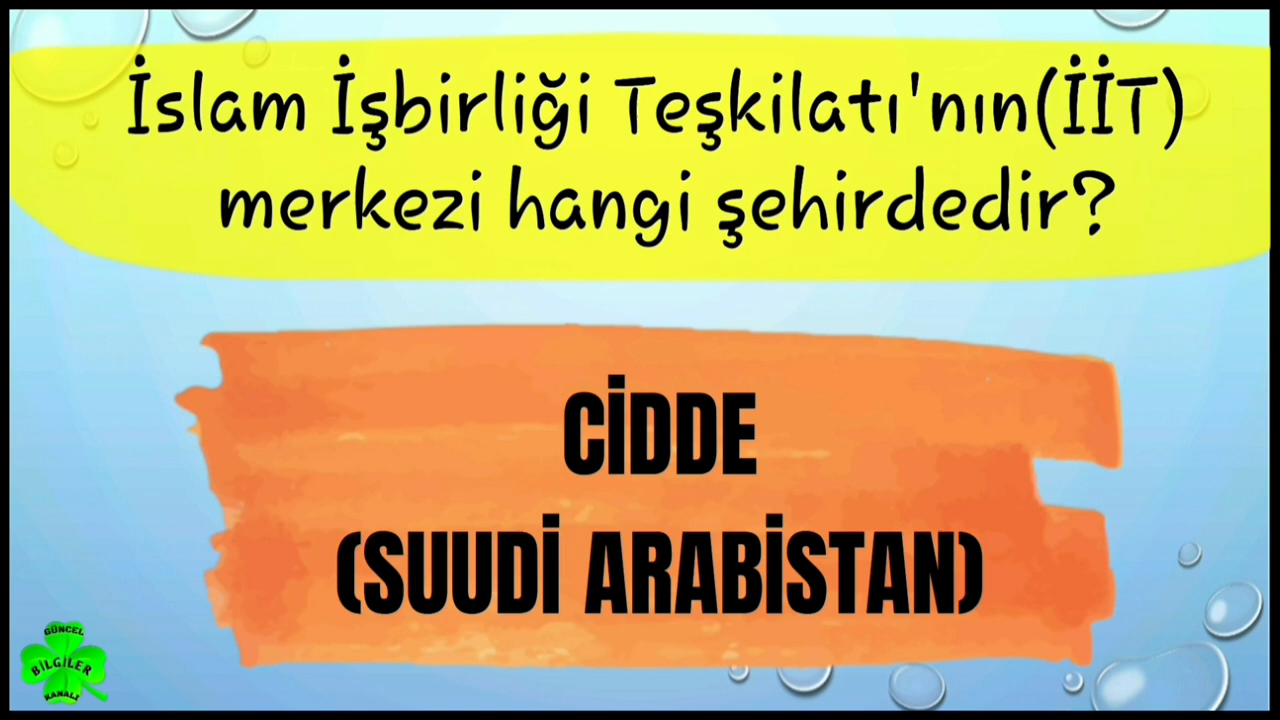 İslam İşbirliği Teşkilatı'nın(İİT)
merkezi hangi şehirdedir?
CİDDE
(SUUDİ ARABİSTAN)
GÜNCEL
BİLGİLER
KANALI